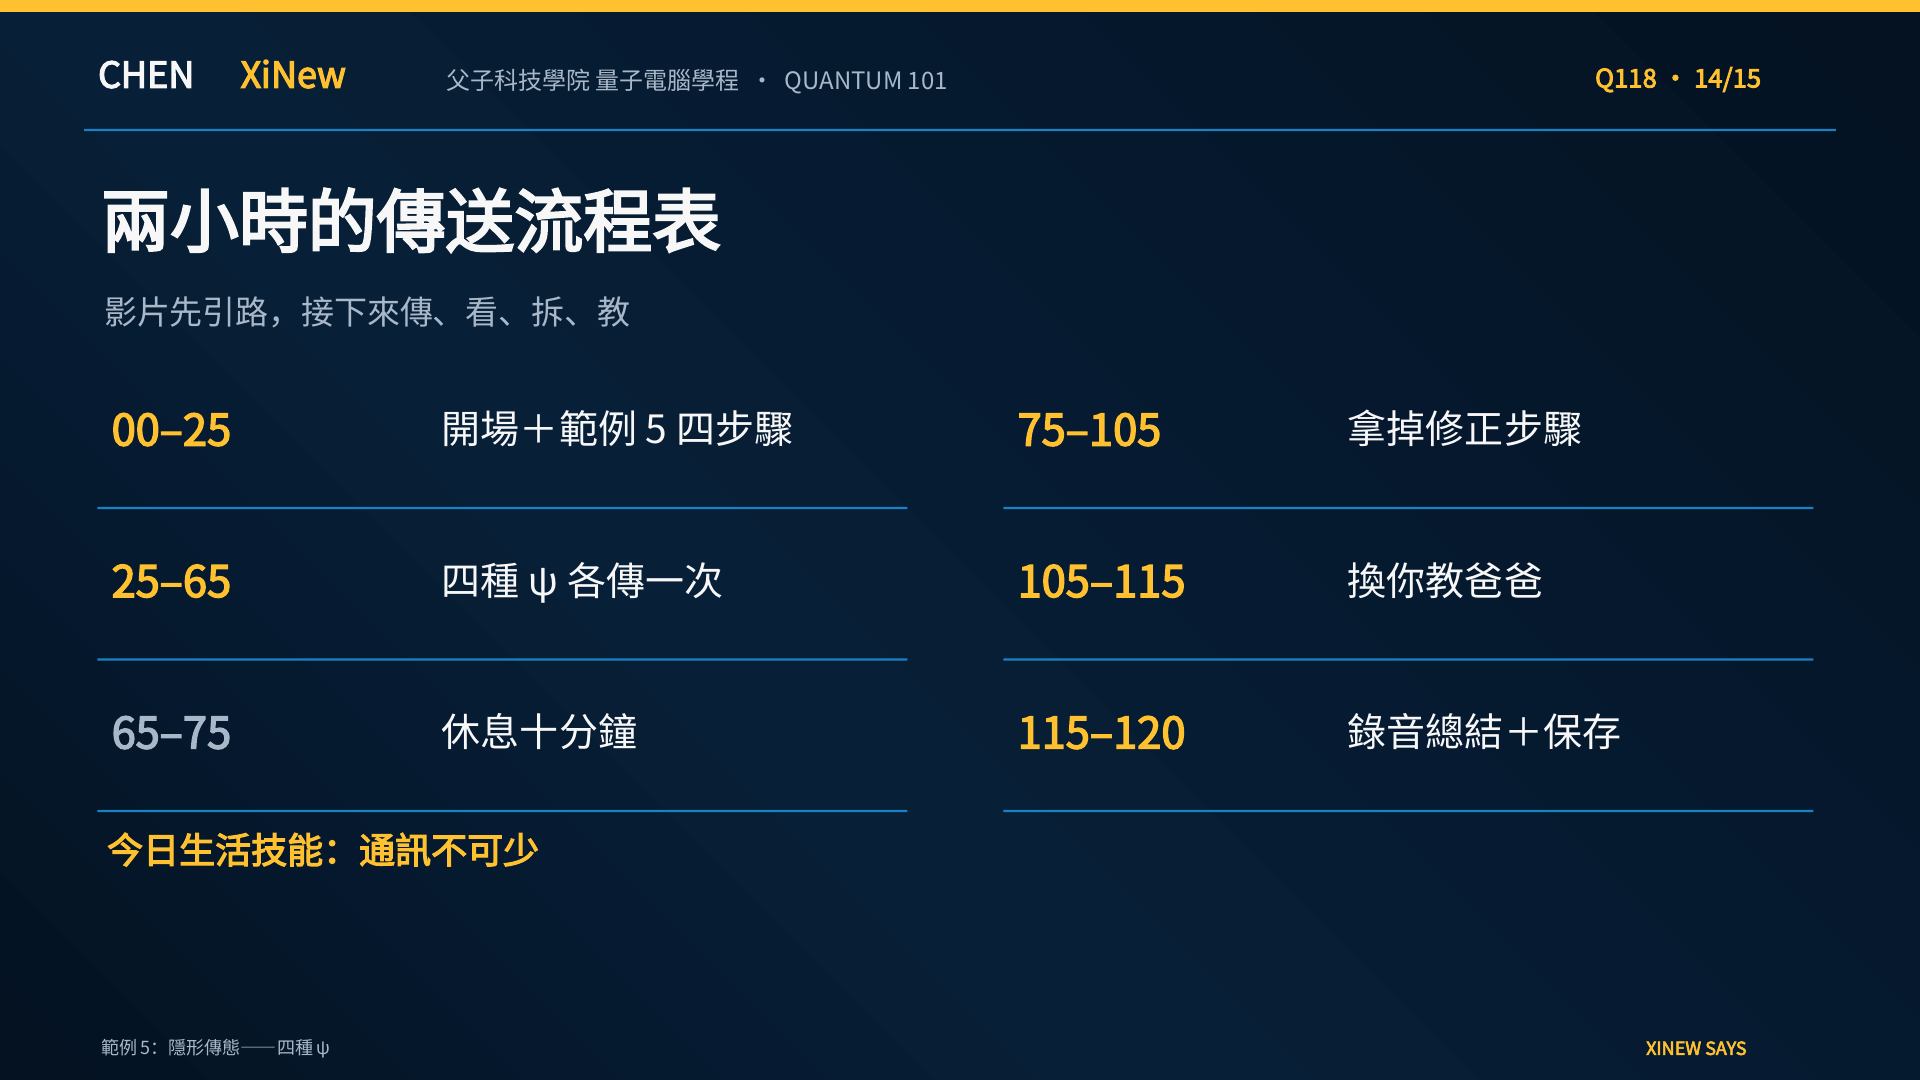 CHEN XiNew 父子科技學院 量子電腦學程 · QUANTUM 101 Q118 · 14/15
兩小時的傳送流程表
影片先引路，接下來傳、看、拆、教
00–25 開場＋範例 5 四步驟
25–65 四種 ψ 各傳一次
65–75 休息十分鐘
75–105 拿掉修正步驟
105–115 換你教爸爸
115–120 錄音總結＋保存
今日生活技能：通訊不可少
範例 5：隱形傳態——四種 ψ
XINEW SAYS